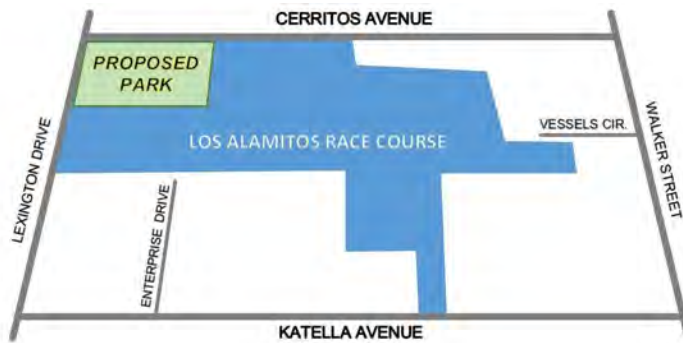 CERRITOS AVENUE
PROPOSED
PARK
LOS ALAMITOS RACE COURSE
VESSELS CIR.
WALKER STREET
LEXINGTON DRIVE
ENTERPRISE DRIVE
KATELLA AVENUE